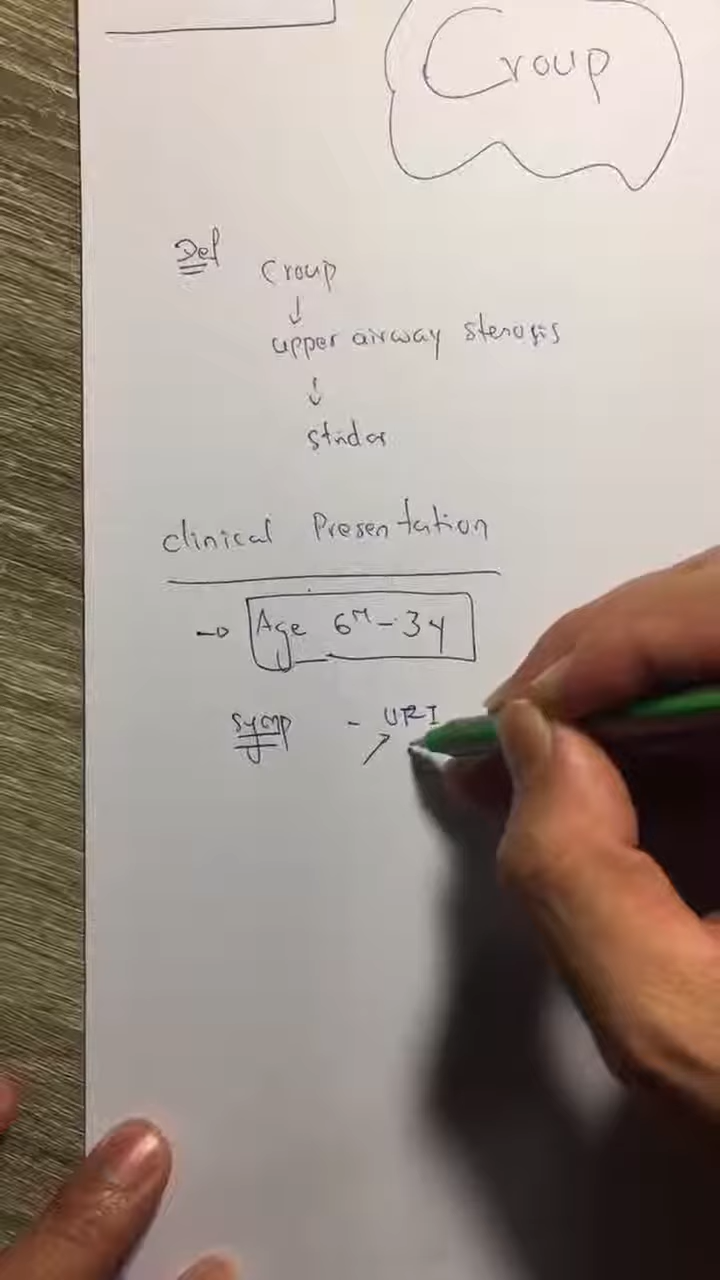 Croup
Def Croup
↓
upper airway stenosis
↓
stridor
clinical Presentation
→ Age 6M - 3y
symp - URI